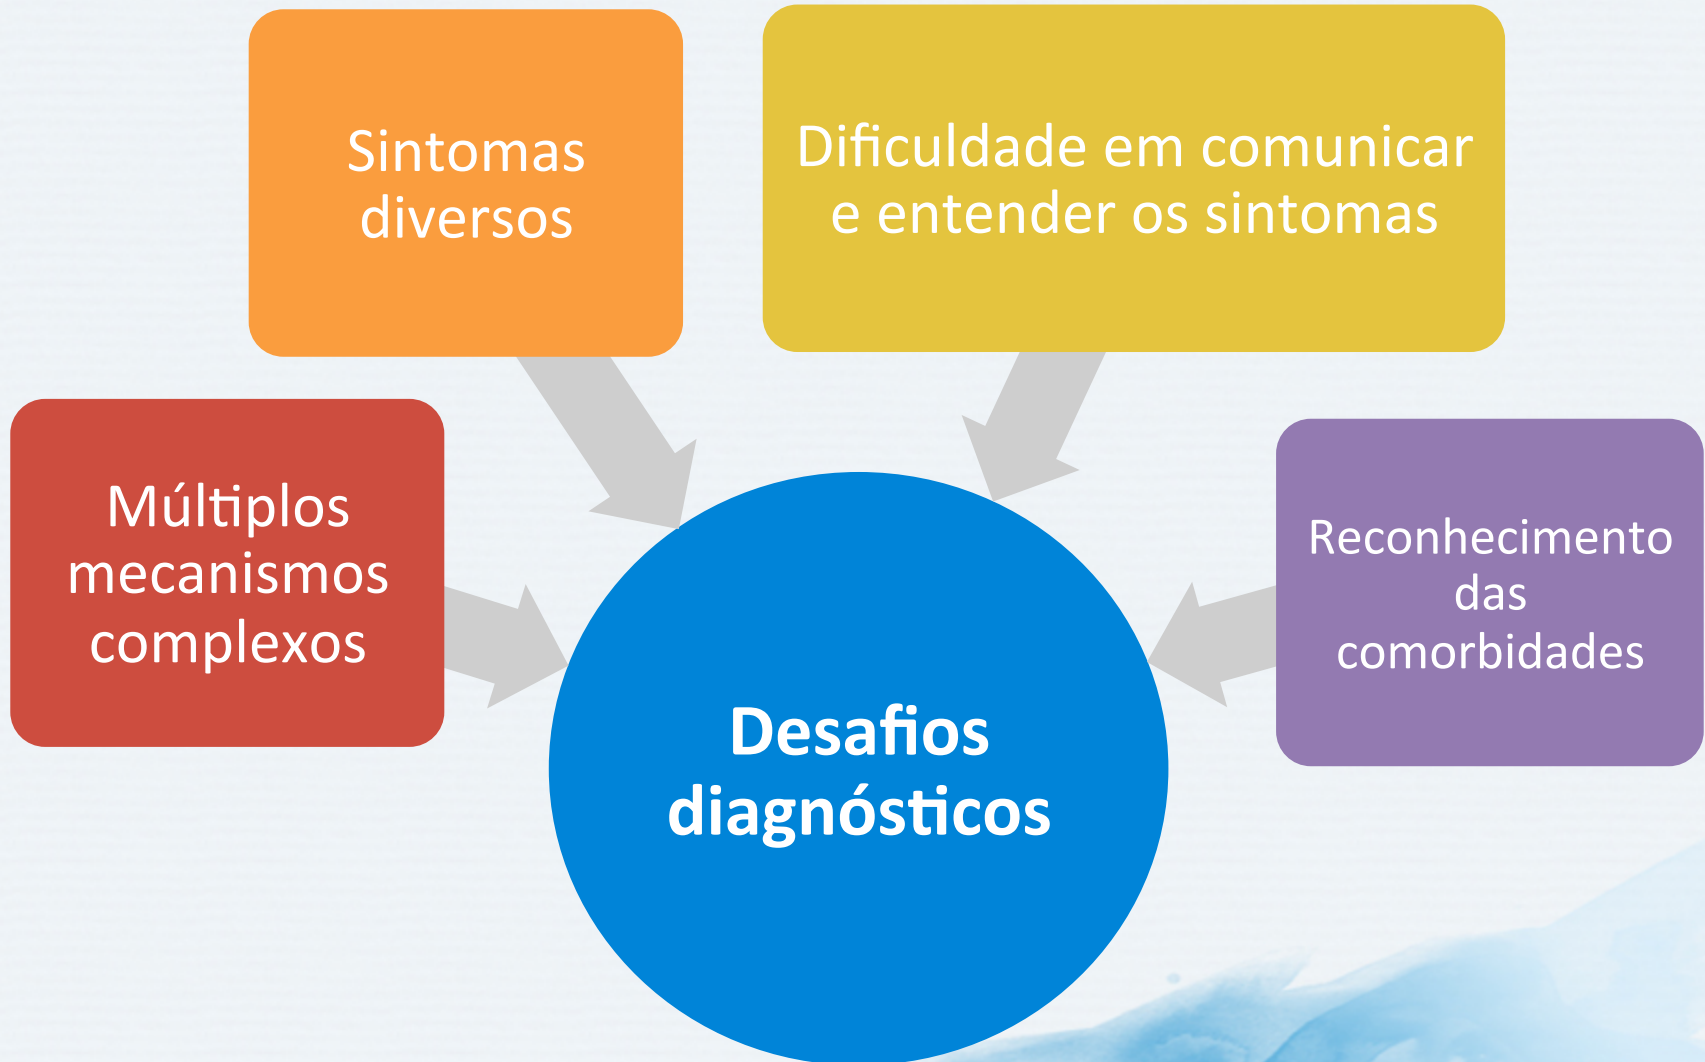 Sintomas
diversos
Dificuldade em comunicar
e entender os sintomas
Múltiplos
mecanismos
complexos
Reconhecimento
das
comorbidades
Desafios
diagnósticos